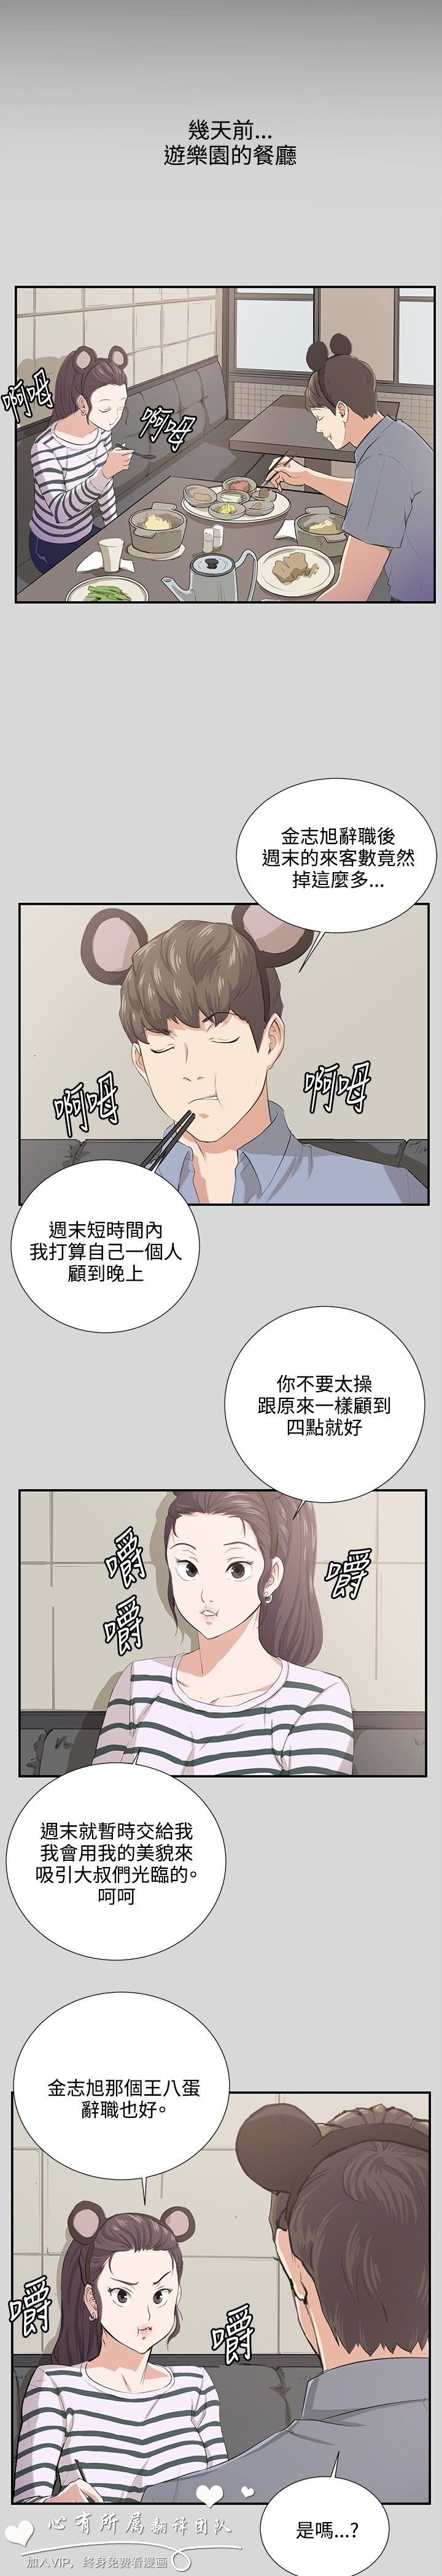 幾天前...
遊樂園的餐廳
啊嗚
啊嗚
金志旭辭職後
週末的來客數竟然
掉這麼多...
啊嗚
啊嗚
週末短時間內
我打算自己一個人
顧到晚上
你不要太操
跟原來一樣顧到
四點就好
嚼
嚼
嚼
週末就暫時交給我
我會用我的美貌來
吸引大叔們光臨的。
呵呵
金志旭那個王八蛋
辭職也好。
嚼
嚼
是嗎...?
心有所属翻译团队
加入VIP，终身免费看漫画